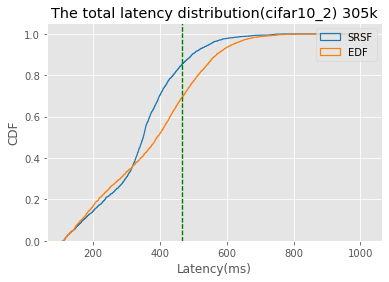 The total latency distribution(cifar10_2) 305k
1.0
0.8
0.6
0.4
0.2
0.0
CDF
SRSF
EDF
200 400 600 800 1000
Latency(ms)